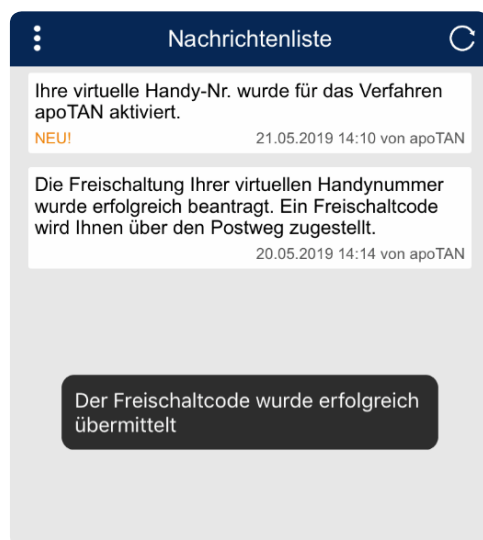 Nachrichtenliste
Ihre virtuelle Handy-Nr. wurde für das Verfahren
apoTAN aktiviert.
NEU! 21.05.2019 14:10 von apoTAN
Die Freischaltung Ihrer virtuellen Handynummer
wurde erfolgreich beantragt. Ein Freischaltcode
wird Ihnen über den Postweg zugestellt.
20.05.2019 14:14 von apoTAN
Der Freischaltcode wurde erfolgreich
übermittelt